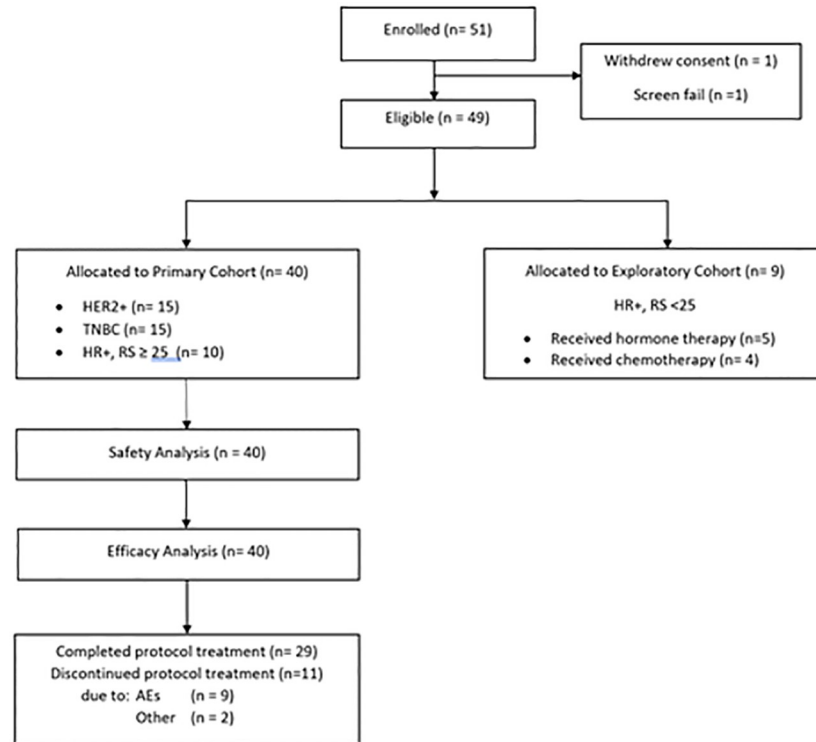 Enrolled (n= 51)
Withdrew consent (n = 1)
Screen fail (n =1)
Eligible (n = 49)
Allocated to Primary Cohort (n= 40)
• HER2+ (n= 15)
• TNBC (n= 15)
• HR+, RS ≥ 25 (n= 10)
Allocated to Exploratory Cohort (n= 9)
HR+, RS <25
• Received hormone therapy (n=5)
• Received chemotherapy (n= 4)
Safety Analysis (n = 40)
Efficacy Analysis (n= 40)
Completed protocol treatment (n= 29)
Discontinued protocol treatment (n=11)
due to: AEs (n = 9)
Other (n = 2)